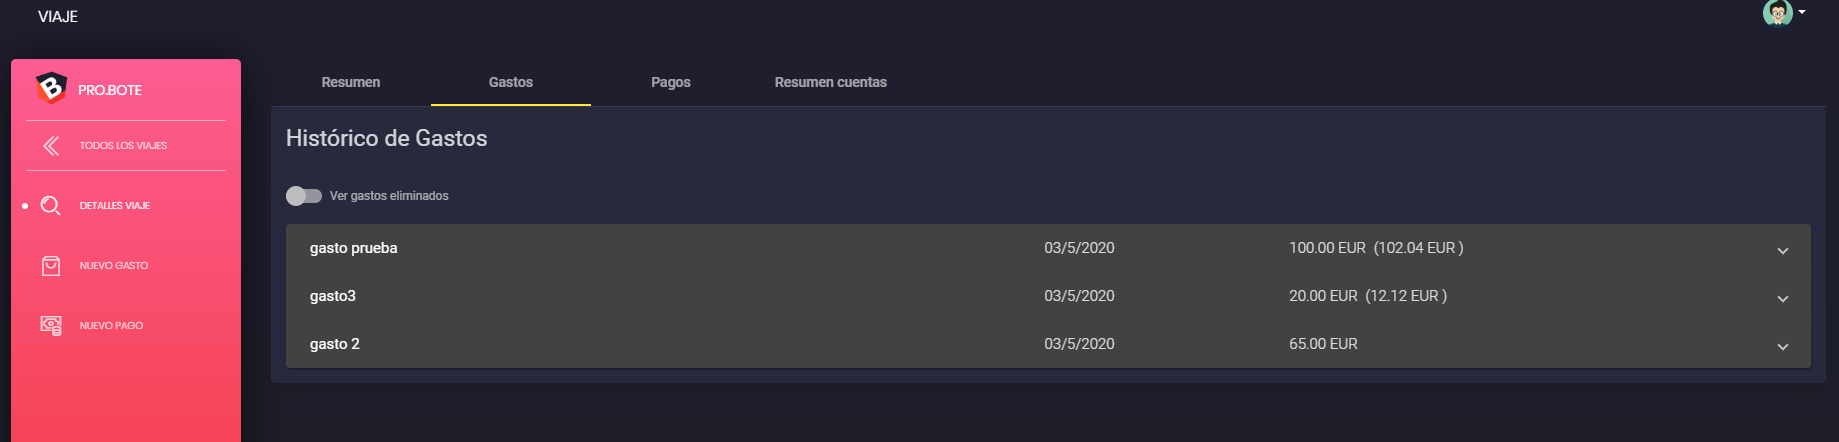 VIAJE
PRO.BOTE
TODOS LOS VIAJES
DETALLES VIAJE
NUEVO GASTO
NUEVO PAGO
Resumen Gastos Pagos Resumen cuentas
Histórico de Gastos
Ver gastos eliminados
gasto prueba 03/5/2020 100.00 EUR (102.04 EUR )
gasto3 03/5/2020 20.00 EUR (12.12 EUR )
gasto 2 03/5/2020 65.00 EUR